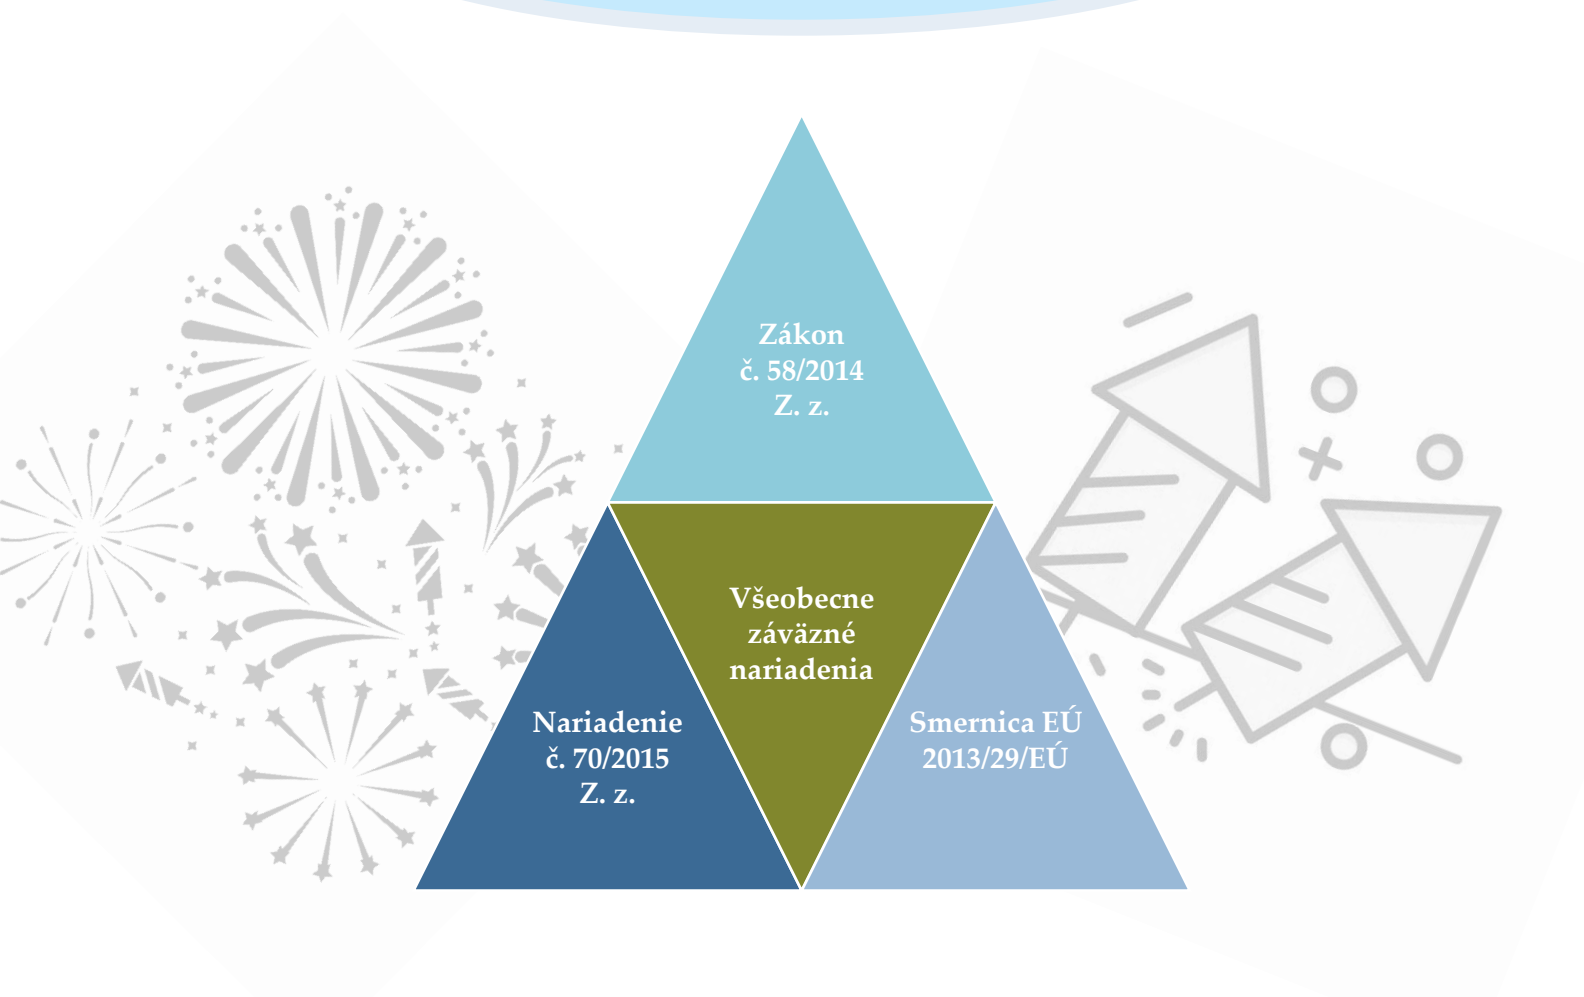 Zákon
č. 58/2014
Z. z.
Všeobecne
záväzné
nariadenia
Nariadenie
č. 70/2015
Z. z.
Smernica EÚ
2013/29/EÚ